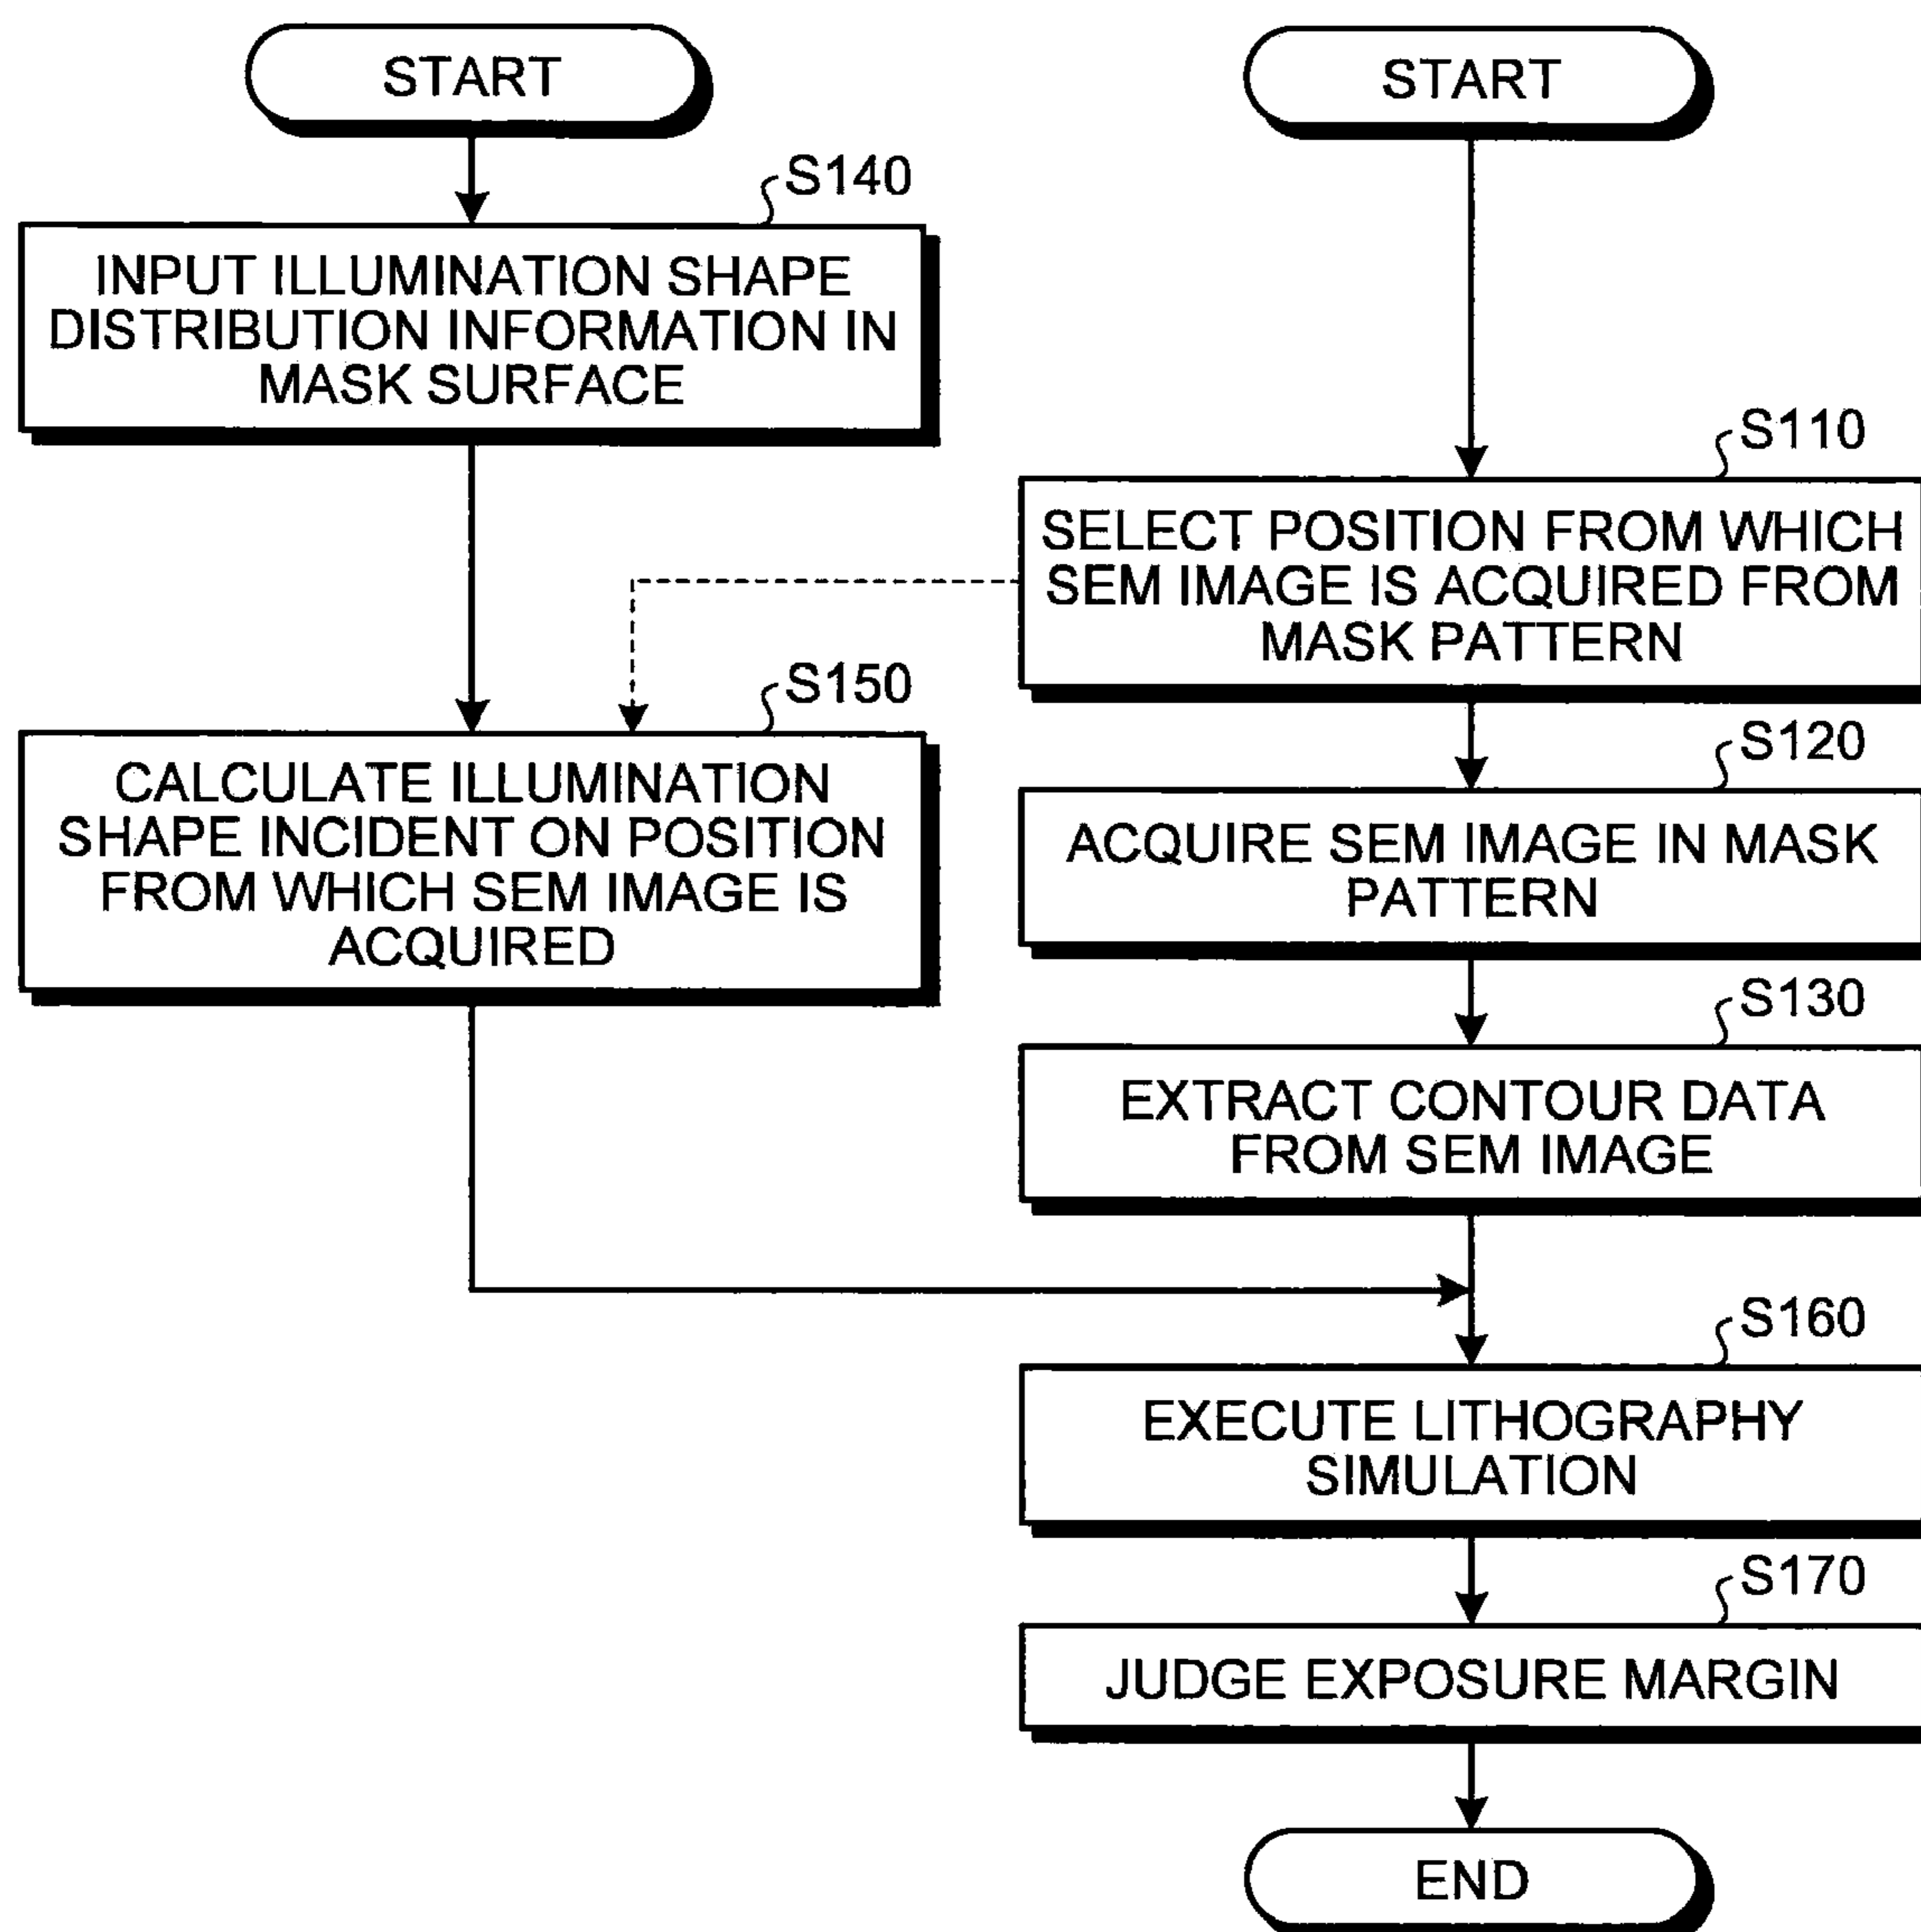 START
S140
INPUT ILLUMINATION SHAPE
DISTRIBUTION INFORMATION IN
MASK SURFACE
S150
CALCULATE ILLUMINATION
SHAPE INCIDENT ON POSITION
FROM WHICH SEM IMAGE IS
ACQUIRED
START
S110
SELECT POSITION FROM WHICH
SEM IMAGE IS ACQUIRED FROM
MASK PATTERN
S120
ACQUIRE SEM IMAGE IN MASK
PATTERN
S130
EXTRACT CONTOUR DATA
FROM SEM IMAGE
S160
EXECUTE LITHOGRAPHY
SIMULATION
S170
JUDGE EXPOSURE MARGIN
END